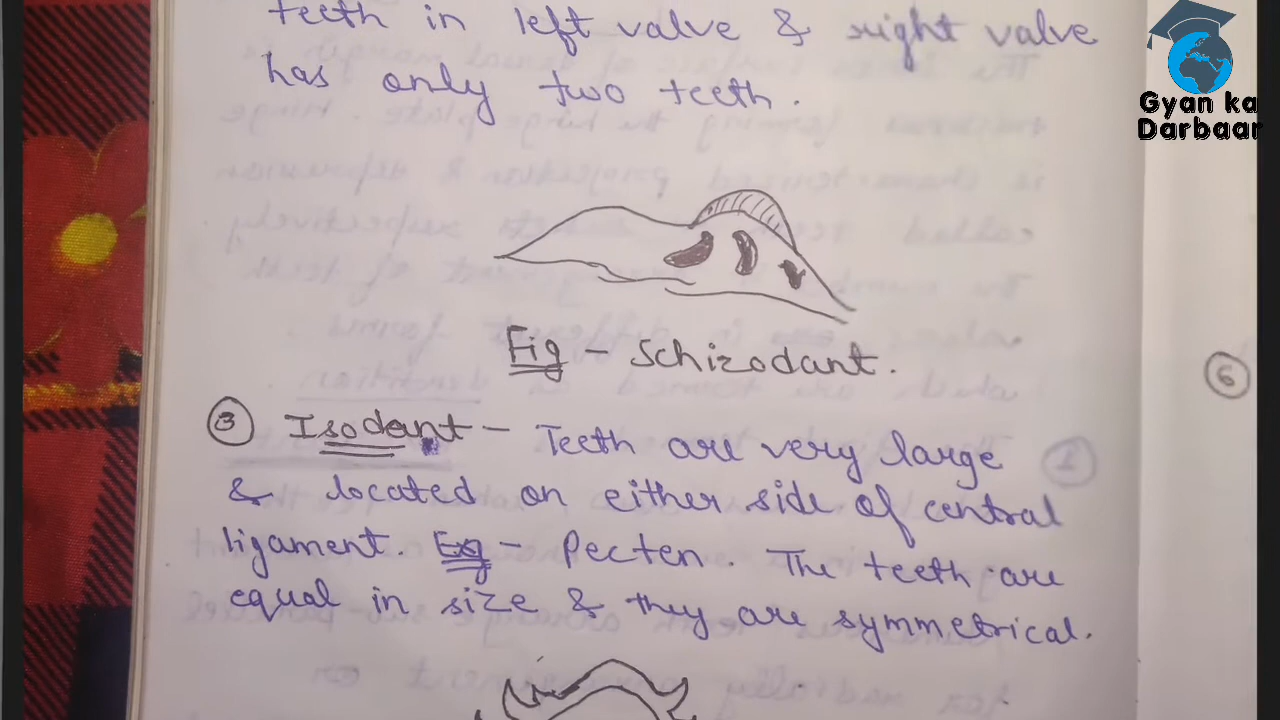 teeth in left valve & right valve
has only two teeth.
Fig - Schizodant.
③ Isodant - Teeth are very large
& located on either side of central
ligament. Eg - Pecten. The teeth are
equal in size & they are symmetrical.
⑥
Gyan ka
Darbaar